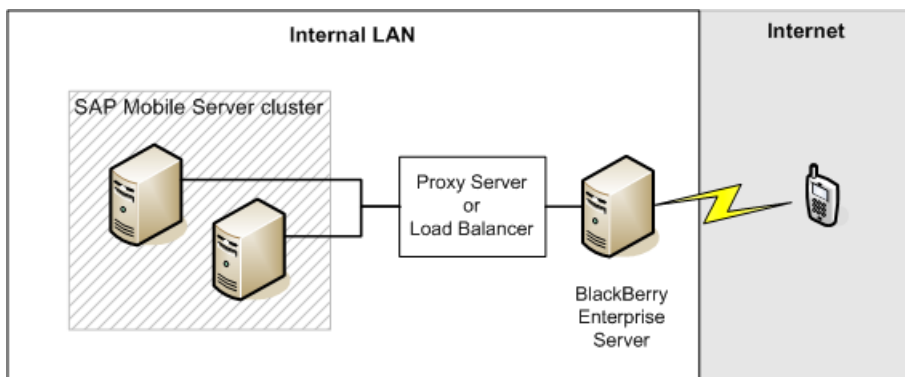 Internal LAN
Internet
SAP Mobile Server cluster
Proxy Server
or
Load Balancer
BlackBerry
Enterprise
Server